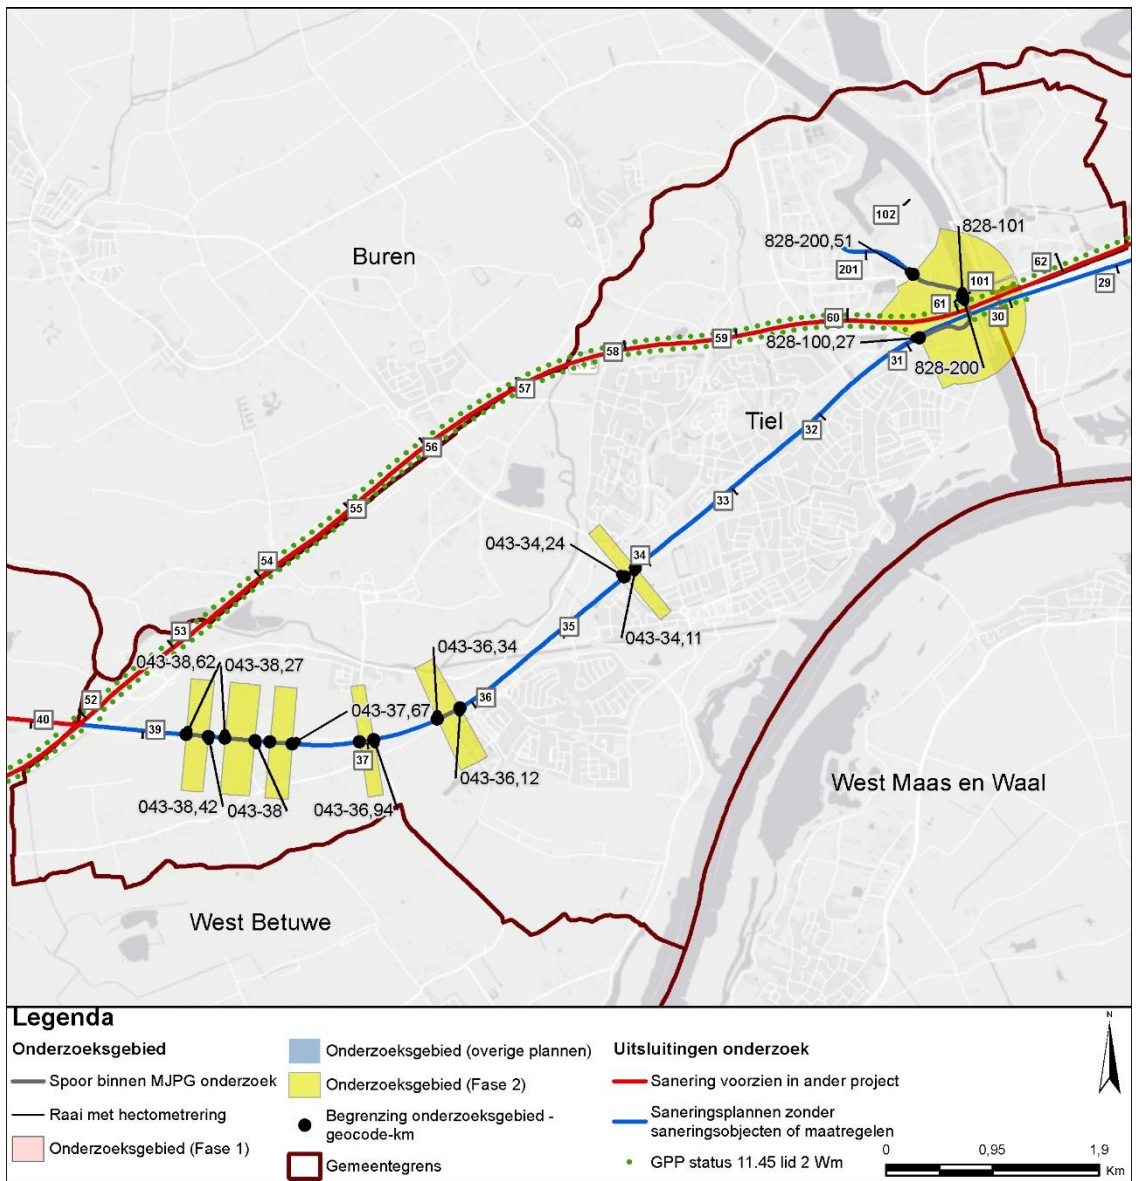 102
828-101
Buren
828-200,51
201
101
62
29
61
60
30
59
828-100,27
58
31
828-200
57
Tiel
32
56
33
55
043-34,24
34
54
35
043-34,11
53
043-36,34
043-38,62
043-38,27
36
52
043-37,67
40
39
37
043-36,12
West Maas en Waal
043-38,42
043-38
043-36,94
West Betuwe
Legenda
Onderzoeksgebied
Spoor binnen MJPG onderzoek
Raai met hectometrering
Onderzoeksgebied (Fase 1)
Onderzoeksgebied (overige plannen)
Onderzoeksgebied (Fase 2)
Begrenzing onderzoeksgebied -
geocode-km
Gemeentegrens
Uitsluitingen onderzoek
Sanering voorzien in ander project
Saneringsplannen zonder
saneringsobjecten of maatregelen
GPP status 11.45 lid 2 Wm
N
0 0,95 1,9
Km